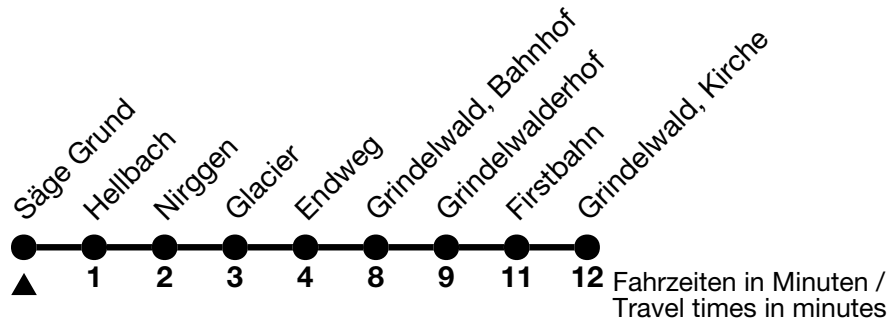 Säge Grund
Hellbach
Nirggen
Glacier
Endweg
Grindelwald, Bahnhof
Grindelwalderhof
Firstbahn
Grindelwald, Kirche
1 2 3 4 8 9 11 12
Fahrzeiten in Minuten /
Travel times in minutes